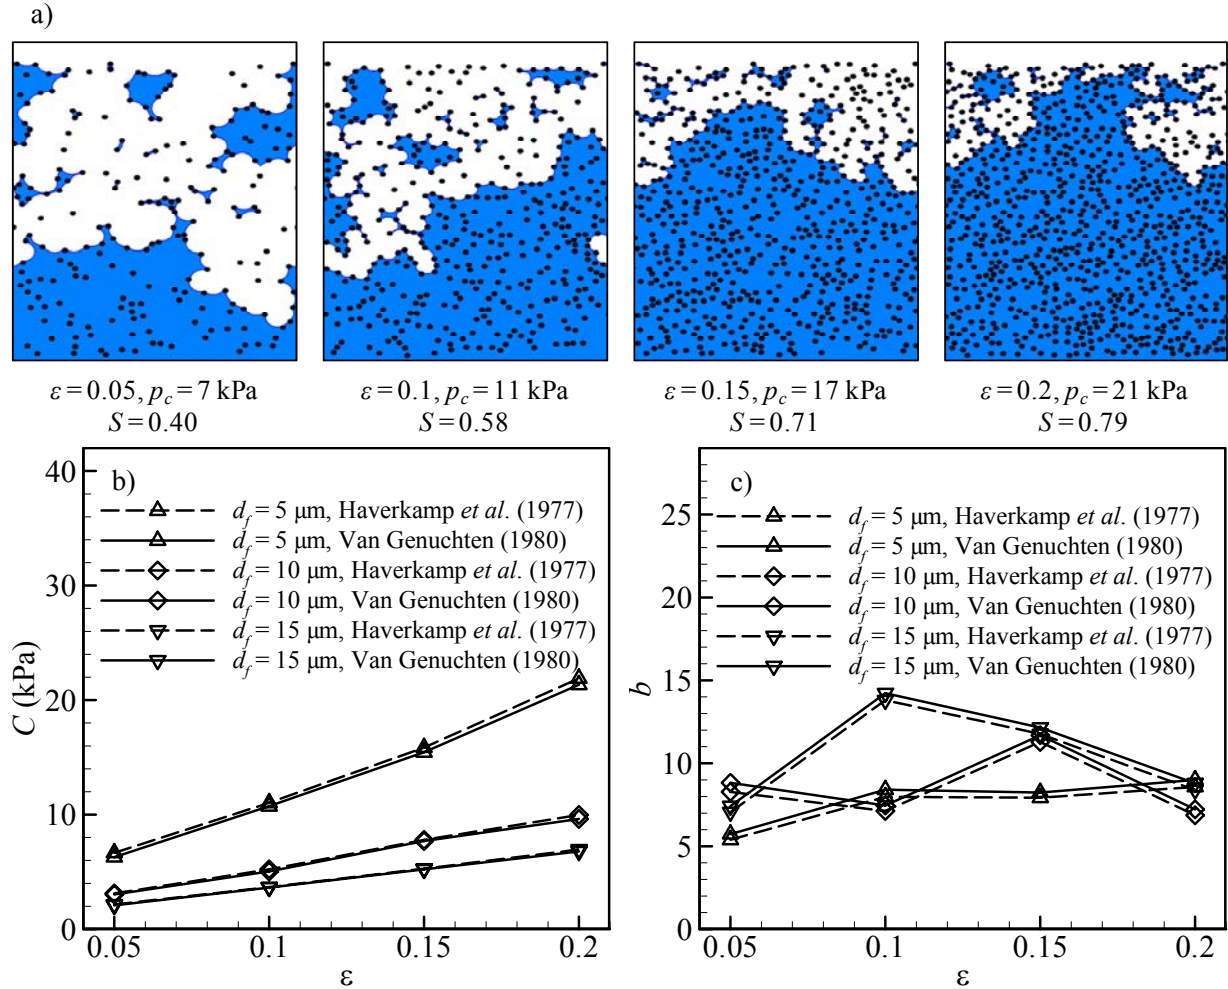 a)
ε=0.05, p_c=7 kPa
S=0.40
ε=0.1, p_c=11 kPa
S=0.58
ε=0.15, p_c=17 kPa
S=0.71
ε=0.2, p_c=21 kPa
S=0.79
b)
d_f = 5 μm, Haverkamp et al. (1977)
d_f = 5 μm, Van Genuchten (1980)
d_f = 10 μm, Haverkamp et al. (1977)
d_f = 10 μm, Van Genuchten (1980)
d_f = 15 μm, Haverkamp et al. (1977)
d_f = 15 μm, Van Genuchten (1980)
C (kPa)
40
30
20
10
0
0.05 0.1 0.15 0.2
ε
c)
d_f = 5 μm, Haverkamp et al. (1977)
d_f = 5 μm, Van Genuchten (1980)
d_f = 10 μm, Haverkamp et al. (1977)
d_f = 10 μm, Van Genuchten (1980)
d_f = 15 μm, Haverkamp et al. (1977)
d_f = 15 μm, Van Genuchten (1980)
b
25
20
15
10
5
0
0.05 0.1 0.15 0.2
ε